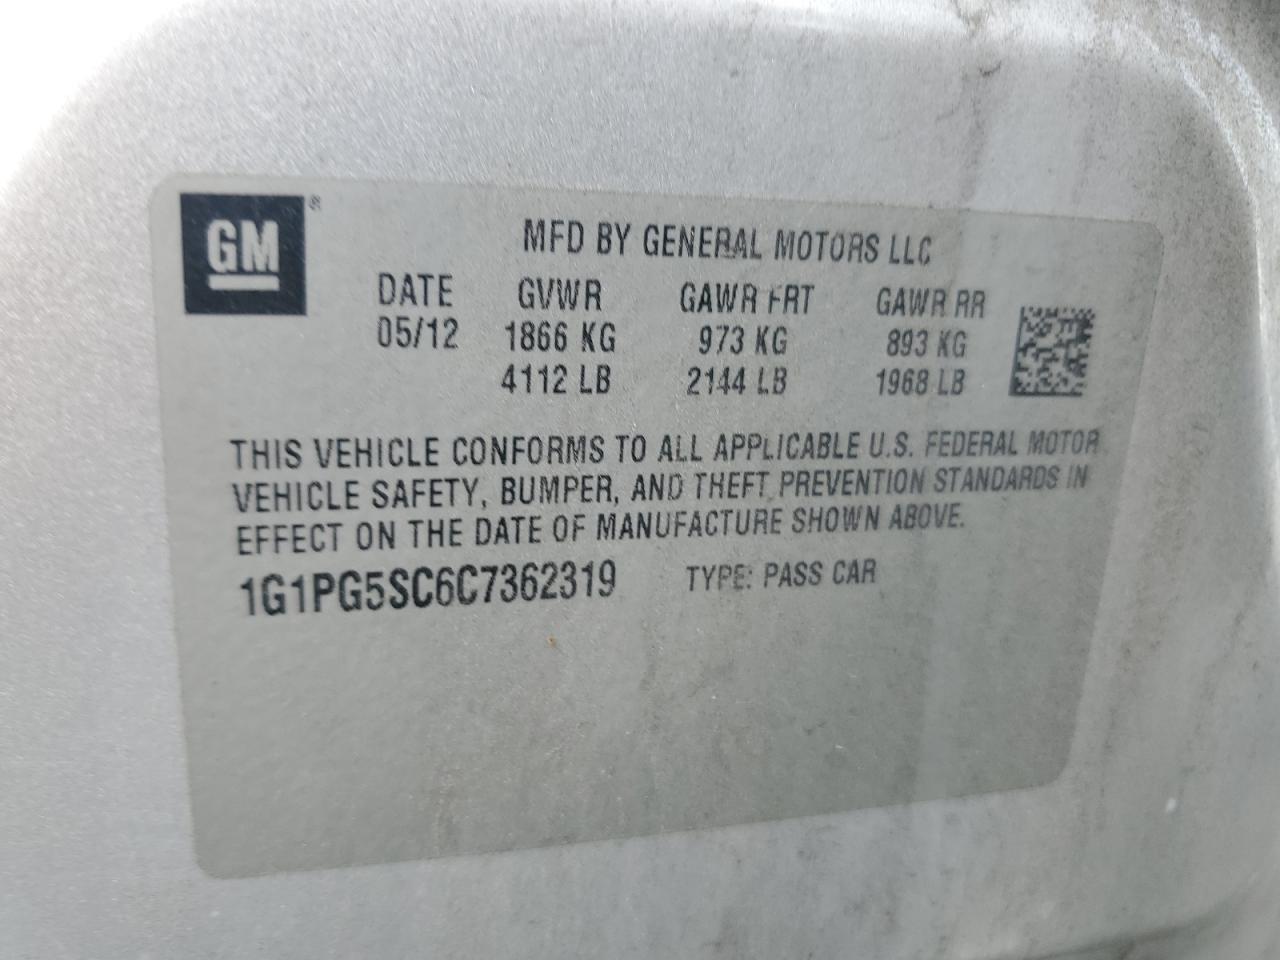 GM ®
MFD BY GENERAL MOTORS LLC
DATE GVWR GAWR FRT GAWR RR
05/12 1866 KG 973 KG 893 KG
4112 LB 2144 LB 1968 LB
THIS VEHICLE CONFORMS TO ALL APPLICABLE U.S. FEDERAL MOTOR
VEHICLE SAFETY, BUMPER, AND THEFT PREVENTION STANDARDS IN
EFFECT ON THE DATE OF MANUFACTURE SHOWN ABOVE.
1G1PG5SC6C7362319 TYPE: PASS CAR